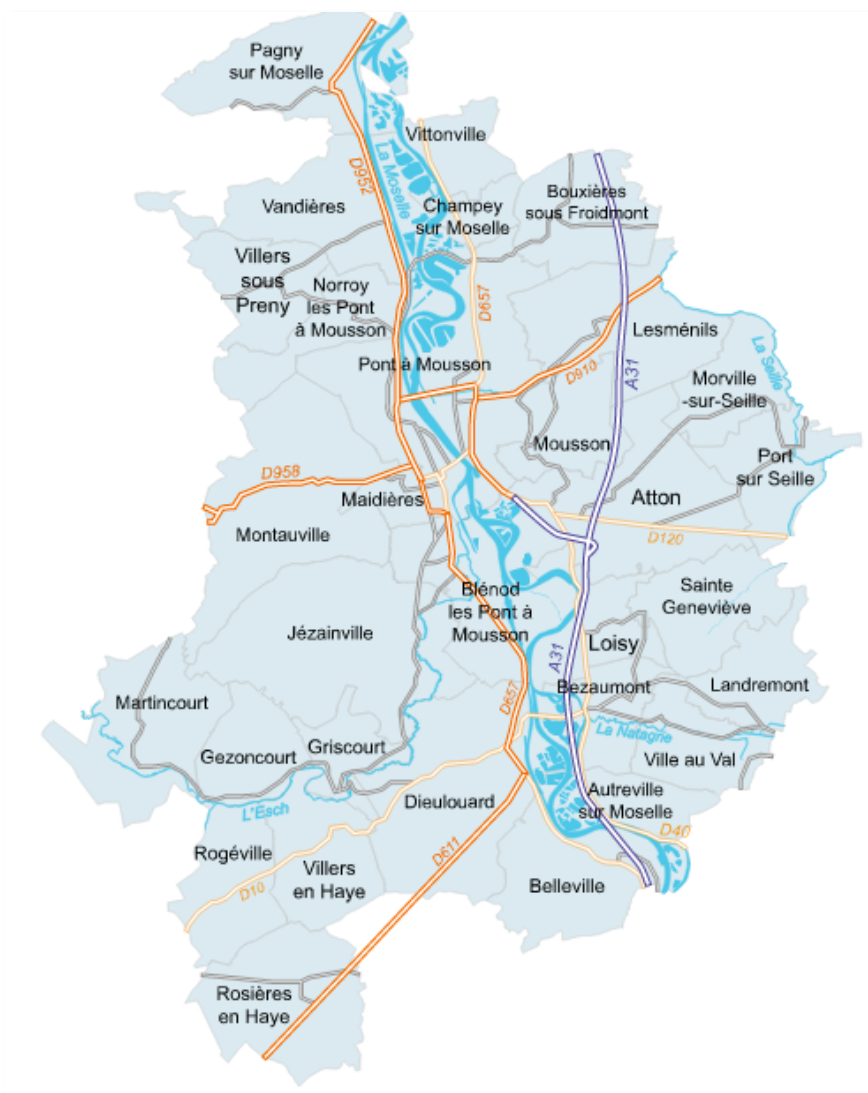 Pagny
sur Moselle
Vittonville
La Moselle
D952
Bouxières
sous Froidmont
Vandières
Champey
sur Moselle
Villers
sous
Preny
Norroy
les Pont
à Mousson
D657
Lesménils
La Seille
Pont à Mousson
D910
A31
Morville
-sur-Seille
Mousson
Port
sur Seille
D958
Maidières
Atton
Montauville
D120
Blénod
les Pont à
Mousson
Sainte
Geneviève
Jézainville
Loisy
A31
Bezaumont
Landremont
Martincourt
D657
La Natagne
Gezoncourt
Griscourt
Ville au Val
L'Esch
Dieulouard
Autreville
sur Moselle
D40
Rogéville
D611
Villers
en Haye
D10
Belleville
Rosières
en Haye